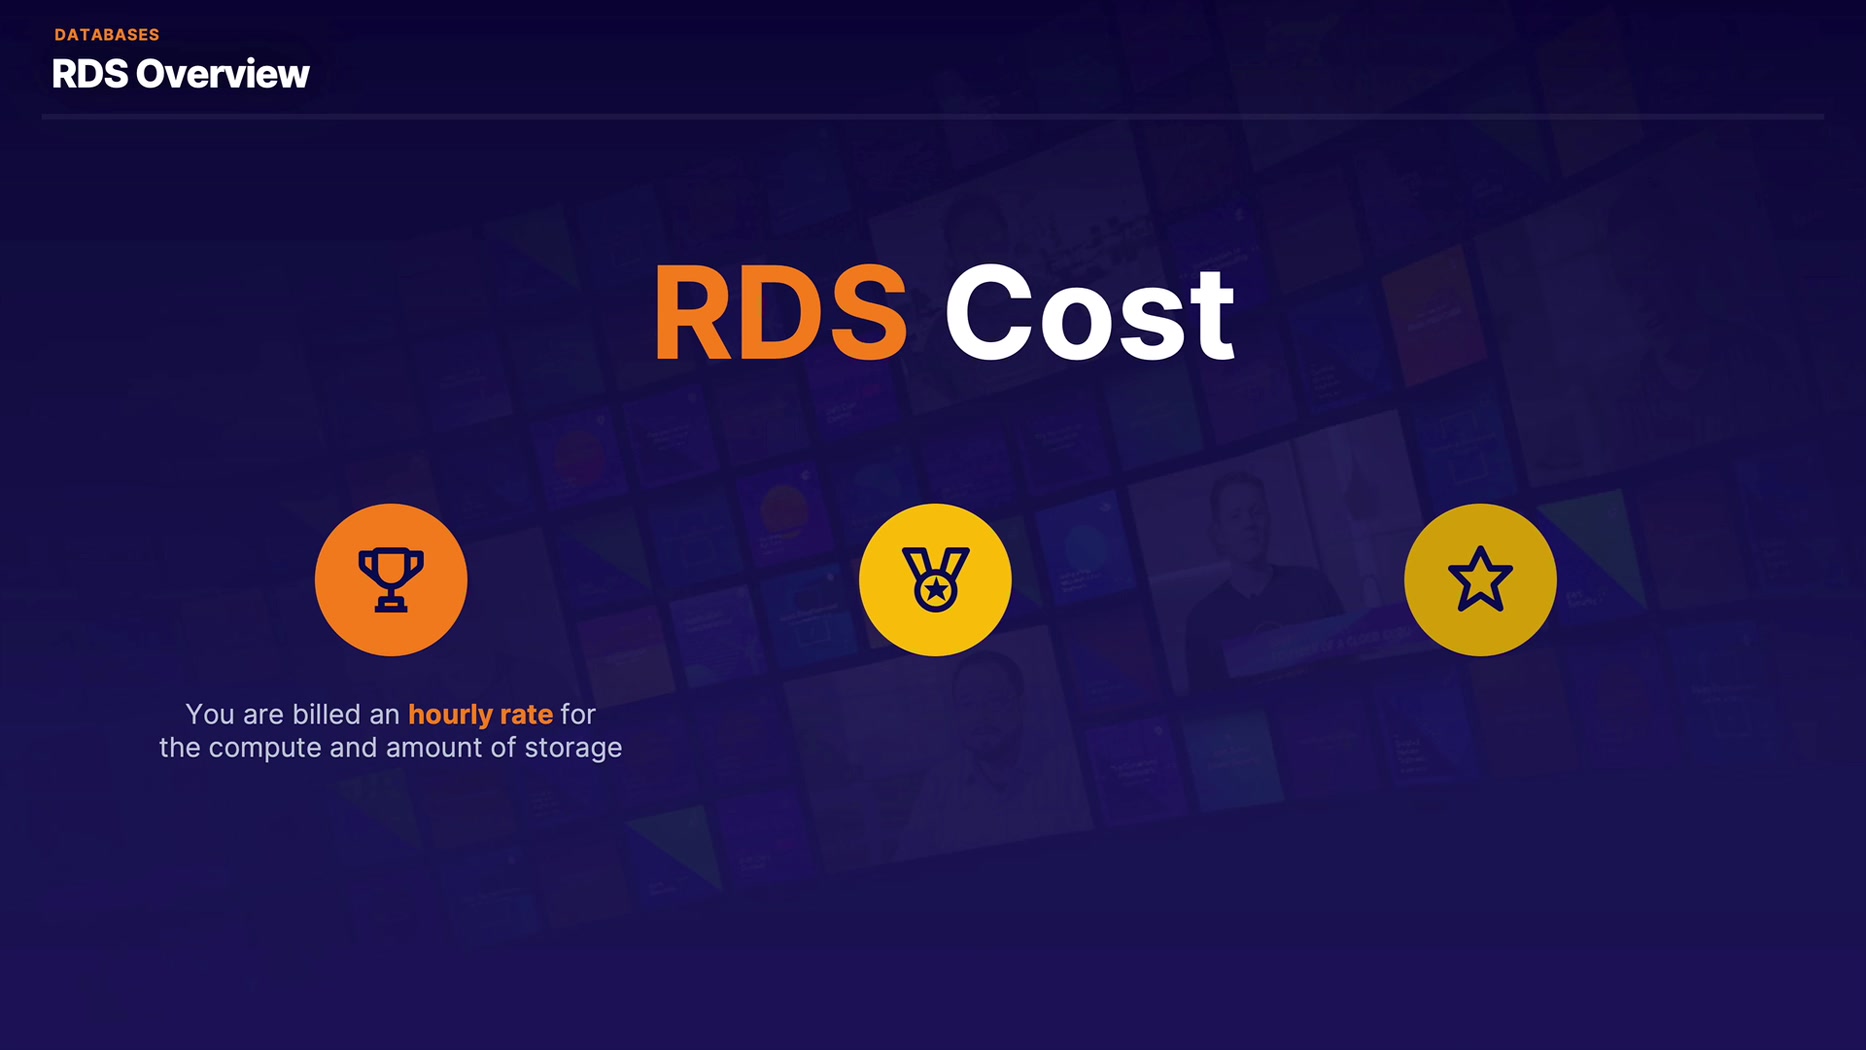 DATABASES
RDS Overview
RDS Cost
You are billed an hourly rate for
the compute and amount of storage